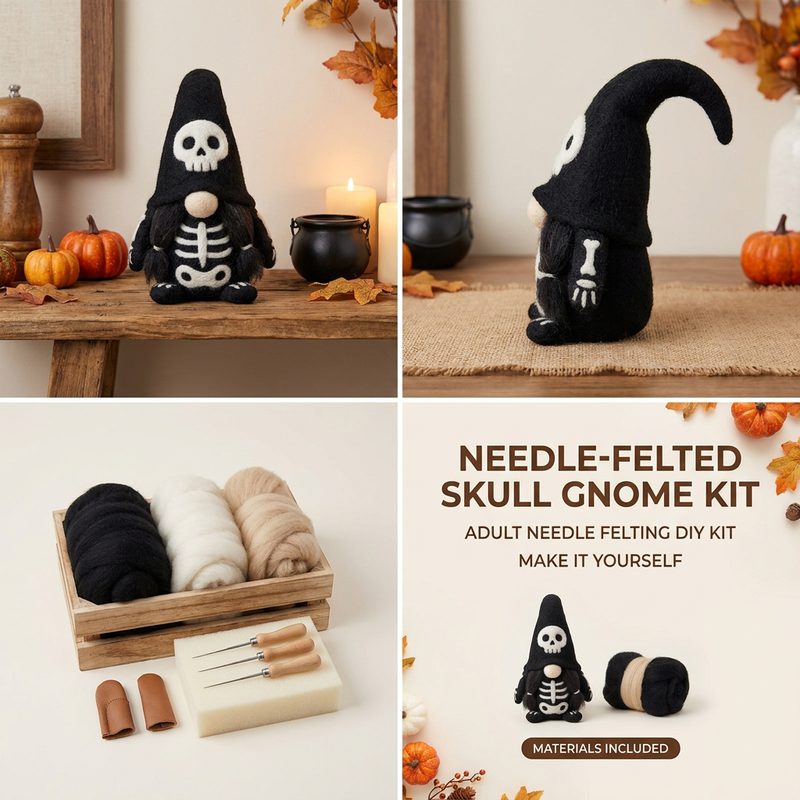 NEEDLE-FELTED
SKULL GNOME KIT
ADULT NEEDLE FELTING DIY KIT
MAKE IT YOURSELF
MATERIALS INCLUDED